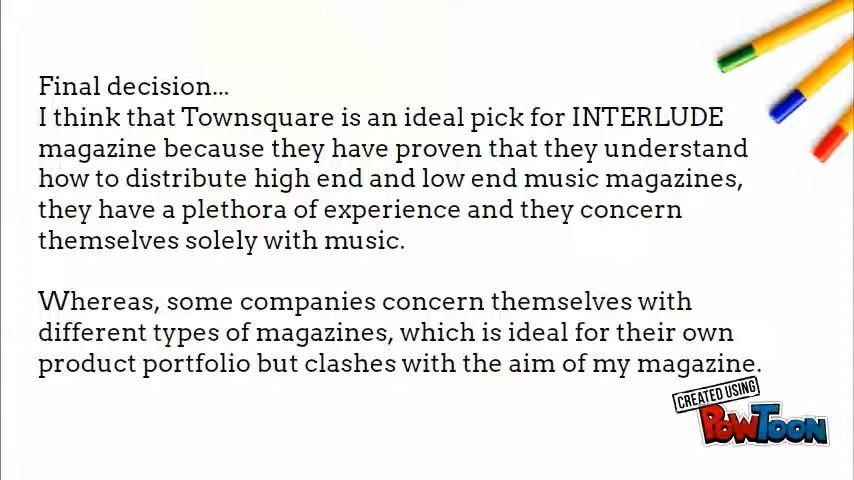 Final decision...
I think that Townsquare is an ideal pick for INTERLUDE
magazine because they have proven that they understand
how to distribute high end and low end music magazines,
they have a plethora of experience and they concern
themselves solely with music.
Whereas, some companies concern themselves with
different types of magazines, which is ideal for their own
product portfolio but clashes with the aim of my magazine.
CREATED USING
POWTOON